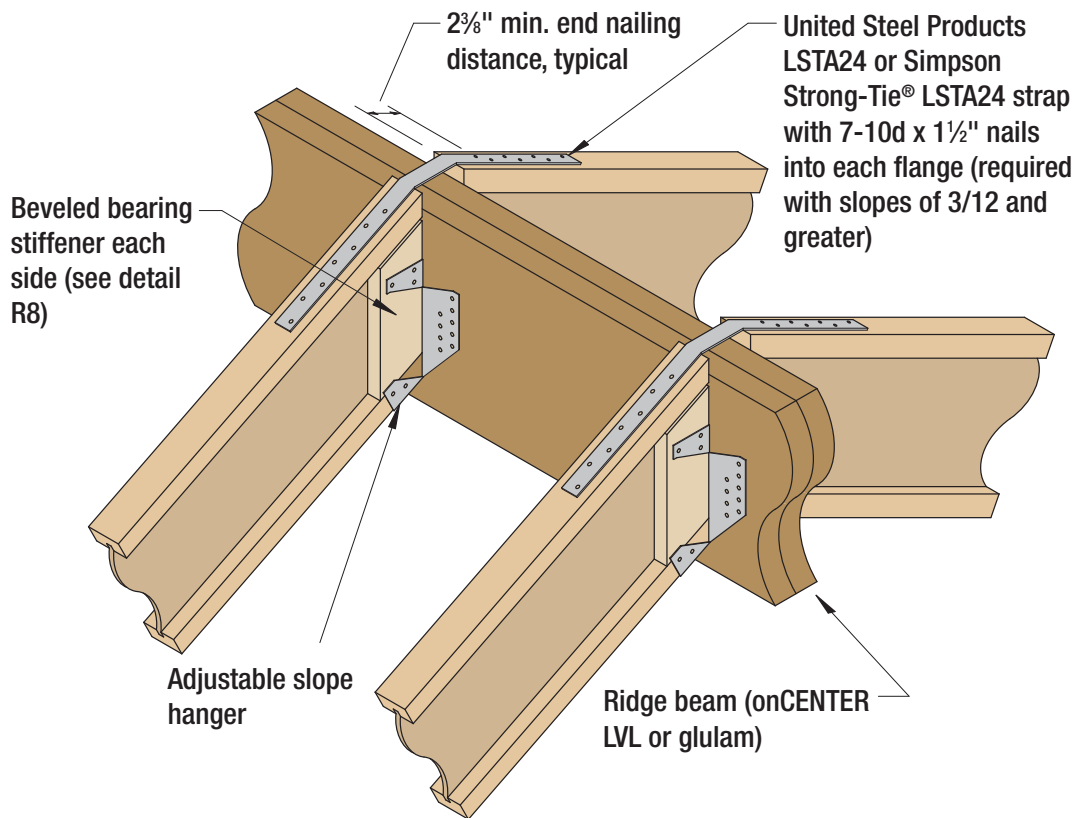 2⅜" min. end nailing
distance, typical
United Steel Products
LSTA24 or Simpson
Strong-Tie® LSTA24 strap
with 7-10d x 1½" nails
into each flange (required
with slopes of 3/12 and
greater)
Beveled bearing
stiffener each
side (see detail
R8)
Adjustable slope
hanger
Ridge beam (onCENTER
LVL or glulam)